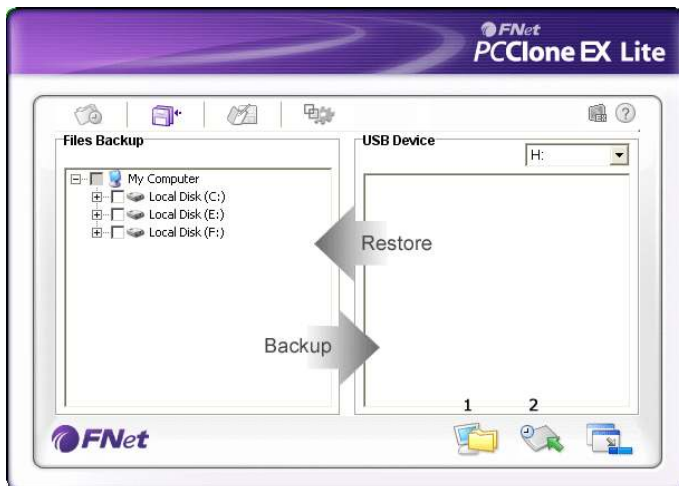 FNet
PCClone EX Lite
Files Backup
USB Device
H:
My Computer
Local Disk (C:)
Local Disk (E:)
Local Disk (F:)
Restore
Backup
1 2
FNet